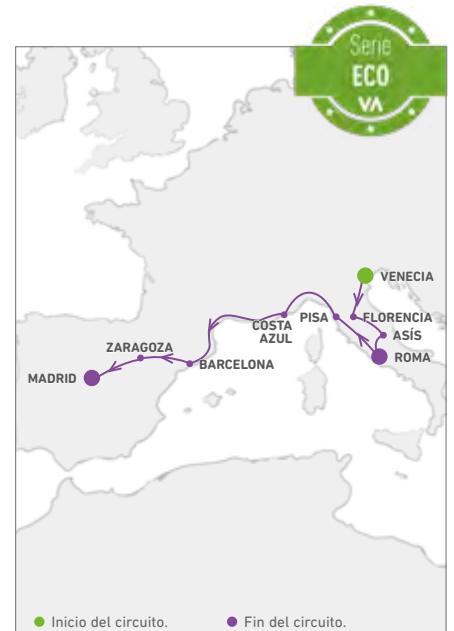 Serie
ECO
VA
VENECIA
FLORENCIA
PISA
ASÍS
COSTA
AZUL
ROMA
ZARAGOZA
BARCELONA
MADRID
Inicio del circuito.
Fin del circuito.